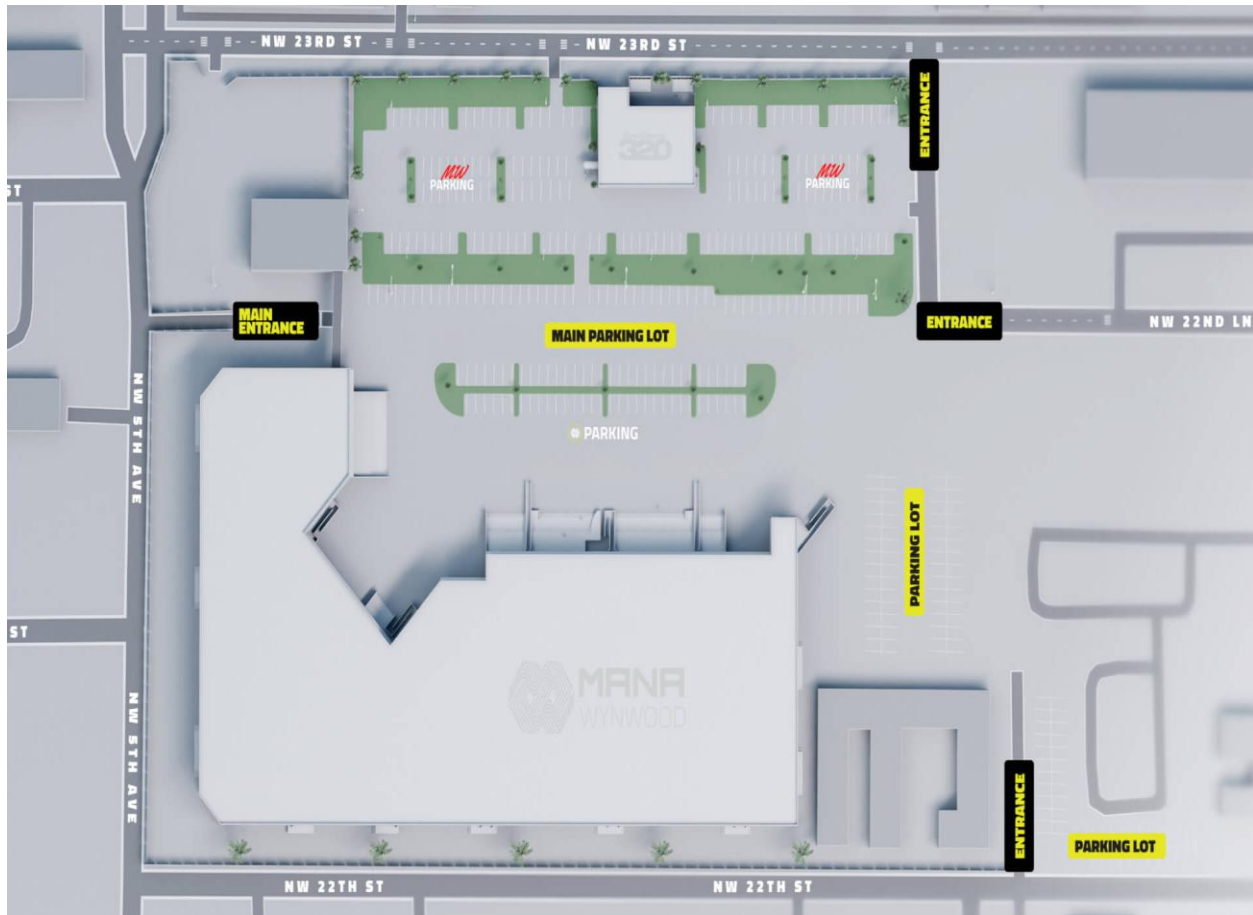 NW 23RD ST
NW 23RD ST
ENTRANCE
320
MW
PARKING
MW
PARKING
ST
MAIN
ENTRANCE
MAIN PARKING LOT
ENTRANCE
NW 22ND LN
NW 5TH AVE
PARKING
PARKING LOT
ST
MANA
WYNWOOD
NW 5TH AVE
ENTRANCE
PARKING LOT
NW 22TH ST
NW 22TH ST